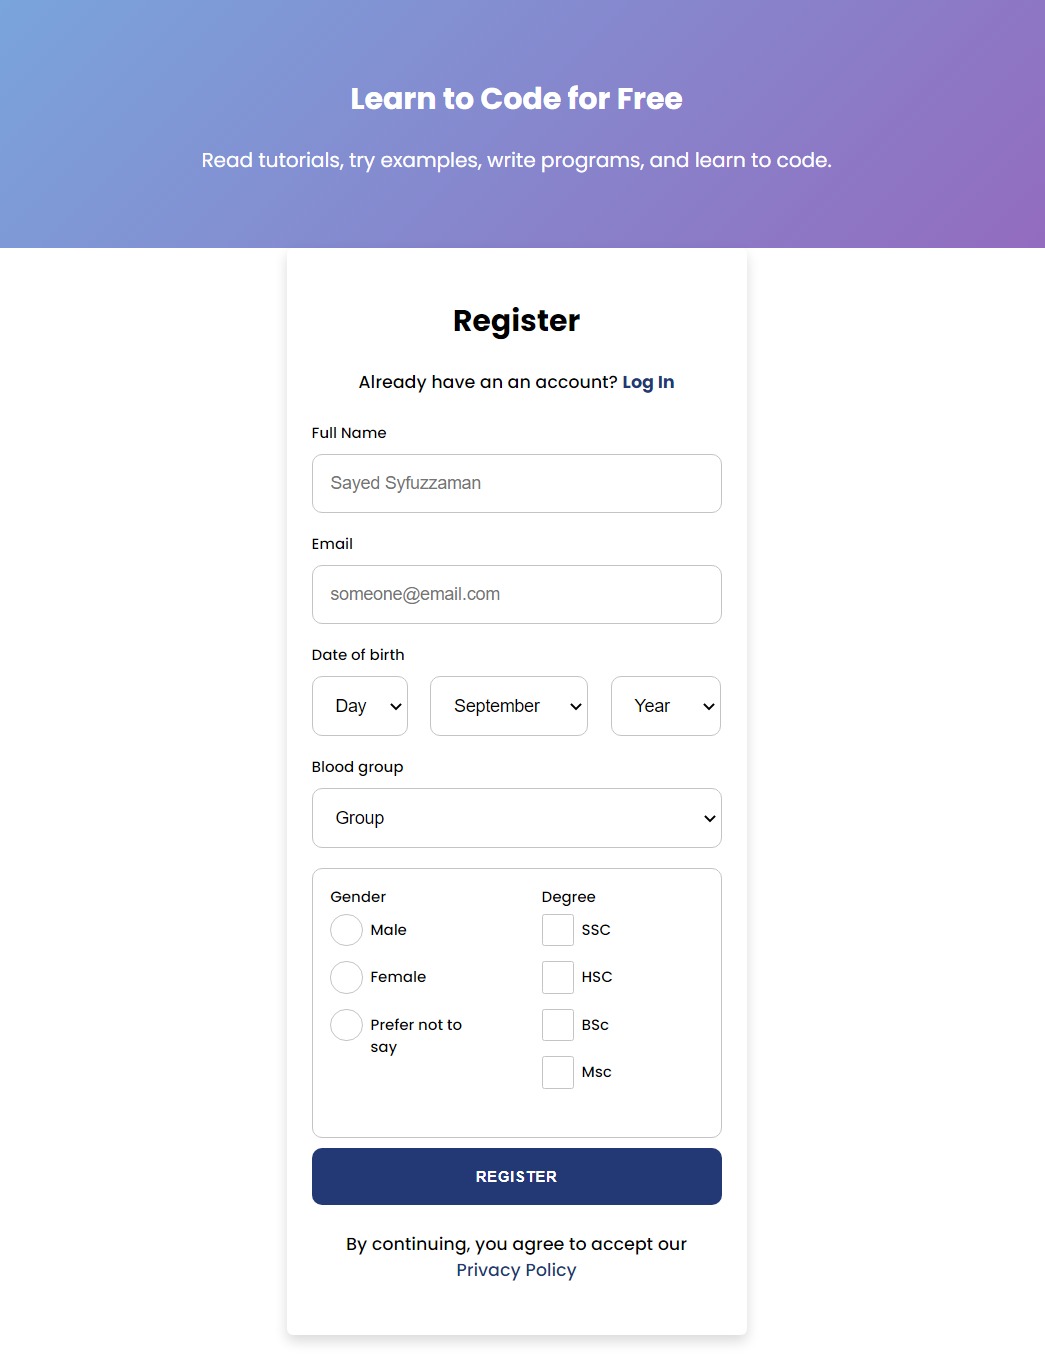 Learn to Code for Free
Read tutorials, try examples, write programs, and learn to code.
Register
Already have an an account? Log In
Full Name
Sayed Syfuzzaman
Email
someone@email.com
Date of birth
Day September Year
Blood group
Group
Gender Degree
Male SSC
Female HSC
Prefer not to BSc
say
Msc
REGISTER
By continuing, you agree to accept our
Privacy Policy